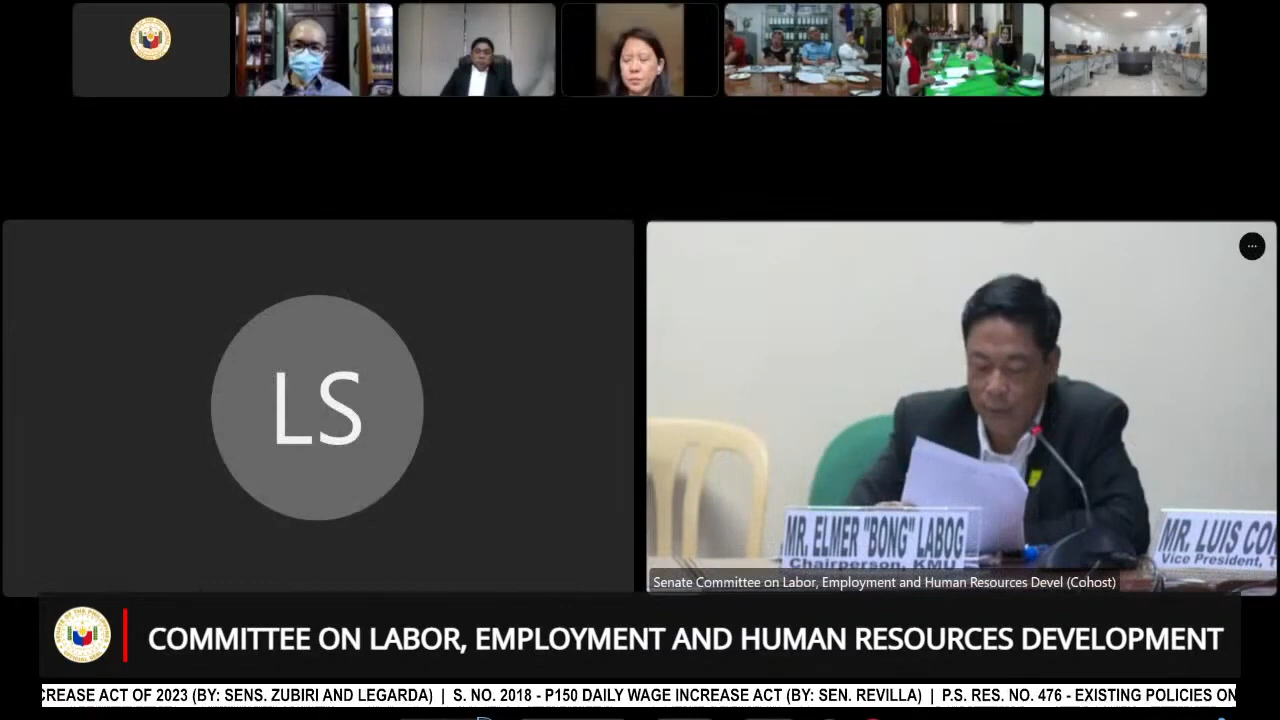 LS
MR. ELMER "BONG" LABOG
Chairperson, KMU
MR. LUIS
Vice President,
Senate Committee on Labor, Employment and Human Resources Devel (Cohost)
COMMITTEE ON LABOR, EMPLOYMENT AND HUMAN RESOURCES DEVELOPMENT
CREASE ACT OF 2023 (BY: SENS. ZUBIRI AND LEGARDA) | S. NO. 2018 - P150 DAILY WAGE INCREASE ACT (BY: SEN. REVILLA) | P.S. RES. NO. 476 - EXISTING POLICIES ON